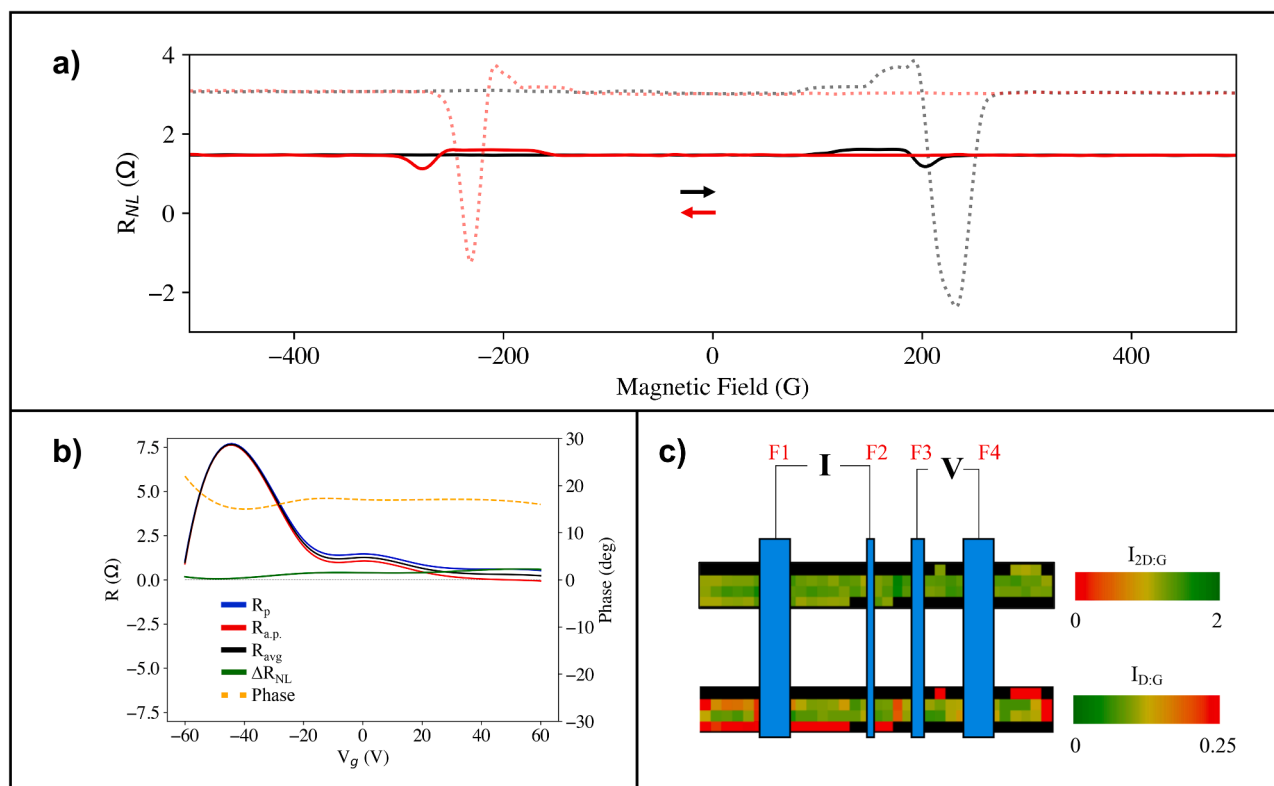 a)
R_NL (Ω)
4
2
0
−2
−400
−200
0
200
400
Magnetic Field (G)
b)
R (Ω)
7.5
5.0
2.5
0.0
−2.5
−5.0
−7.5
30
20
10
0
−10
−20
−30
Phase (deg)
R_p
R_a.p.
R_avg
ΔR_NL
Phase
−60
−40
−20
0
20
40
60
V_g (V)
c)
F1 F2 F3 F4
I V
I_2D:G
0 2
I_D:G
0 0.25